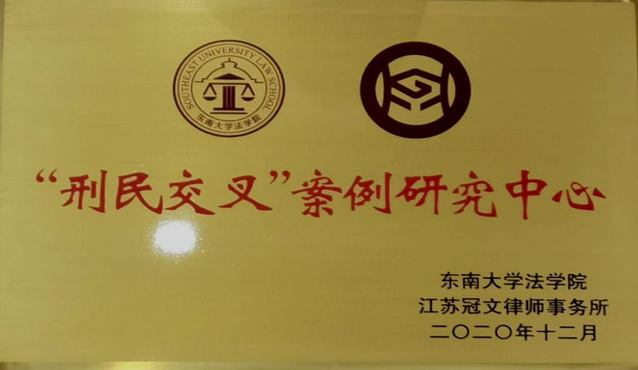 SOUTHEAST UNIVERSITY LAW SCHOOL
东南大学法学院
“刑民交叉”案例研究中心
东南大学法学院
江苏冠文律师事务所
二〇二〇年十二月